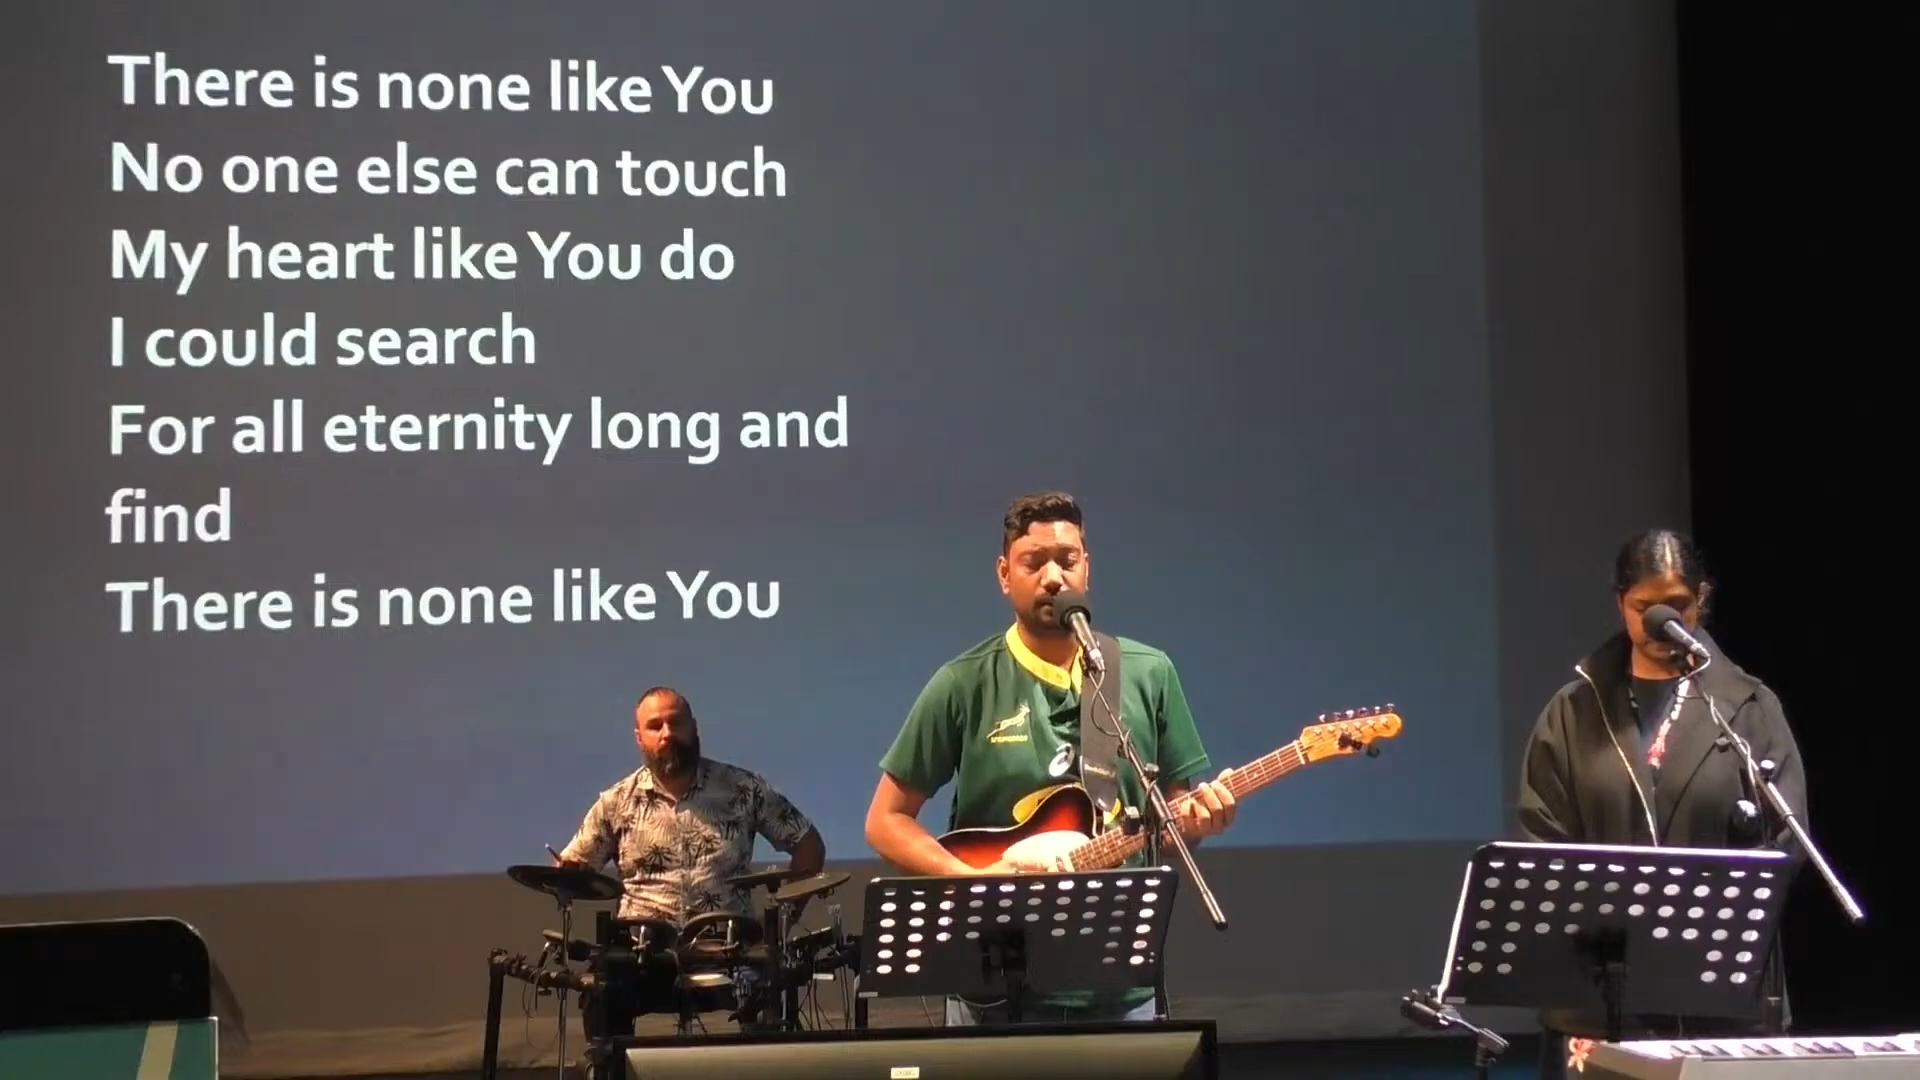 There is none like You
No one else can touch
My heart like You do
I could search
For all eternity long and
find
There is none like You